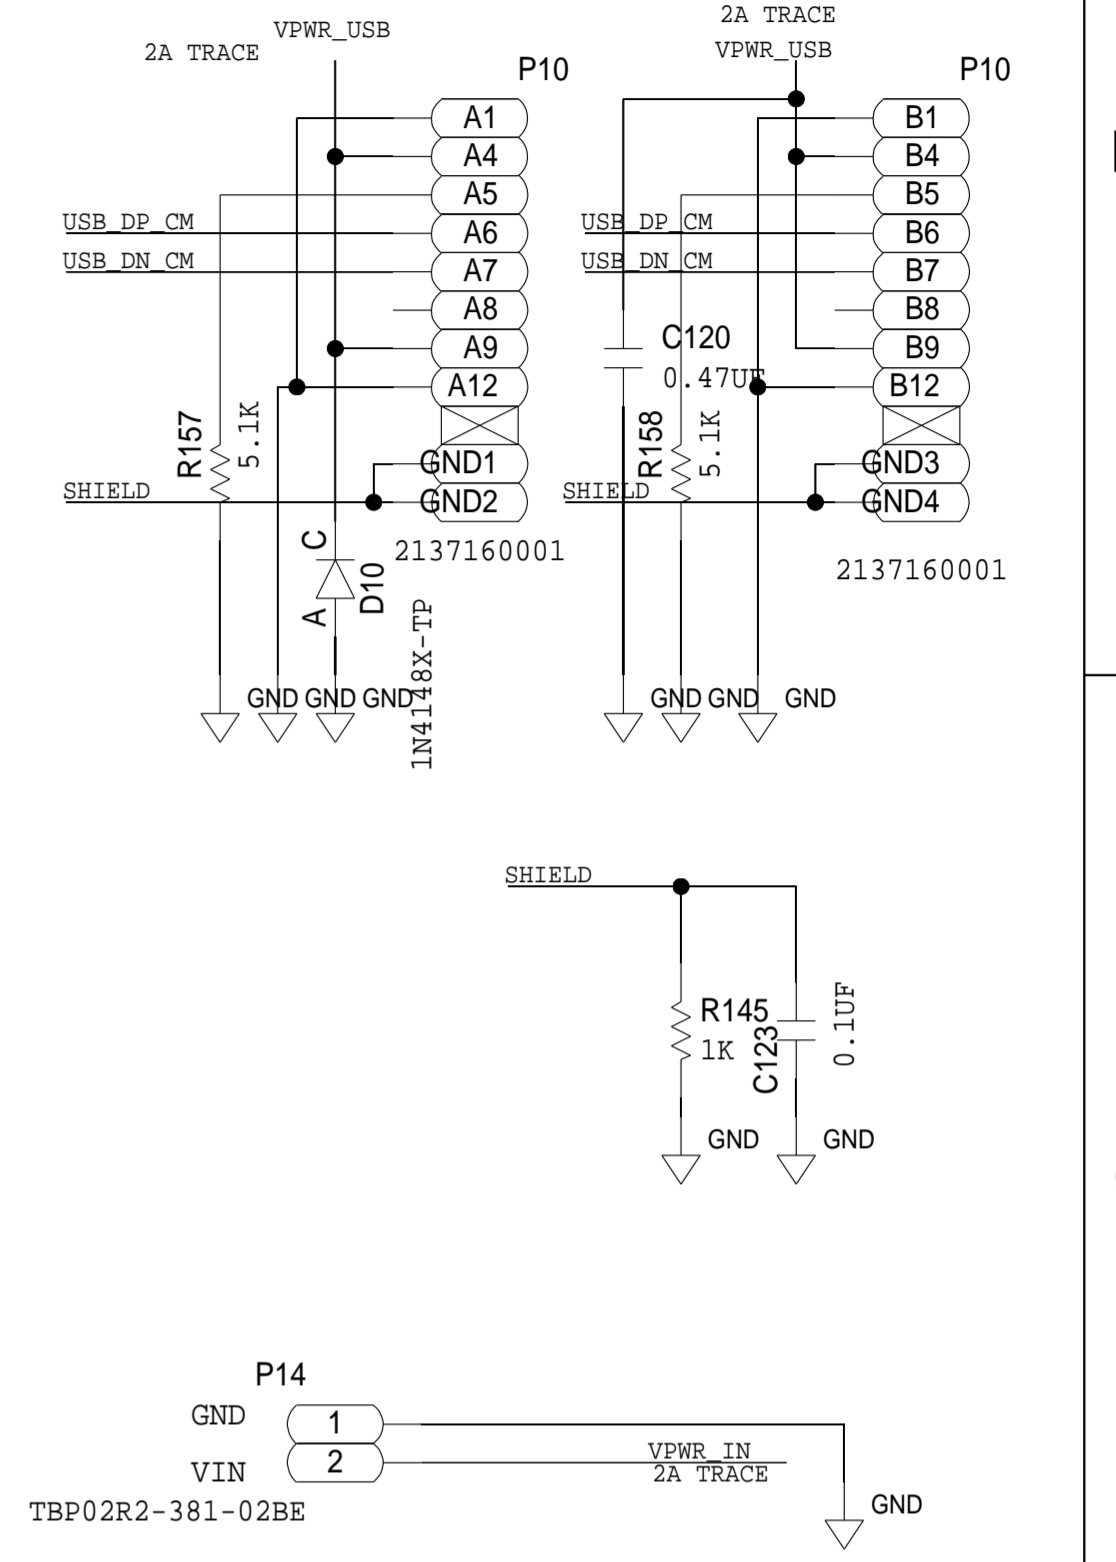 2A TRACE
VPWR_USB
P10
A1
A4
A5
USB_DP_CM
A6
USB_DN_CM
A7
A8
A9
A12
R157
5.1K
GND1
SHIELD
GND2
2137160001
C
A
D10
1N4148X-TP
GND
GND
GND
2A TRACE
VPWR_USB
P10
B1
B4
B5
USB_DP_CM
B6
USB_DN_CM
B7
B8
C120
B9
0.47UF
B12
R158
5.1K
GND3
SHIELD
GND4
2137160001
GND
GND
GND
SHIELD
R145
1K
C123
0.1UF
GND
GND
P14
GND
1
VPWR_IN
VIN
2
2A TRACE
TBP02R2-381-02BE
GND